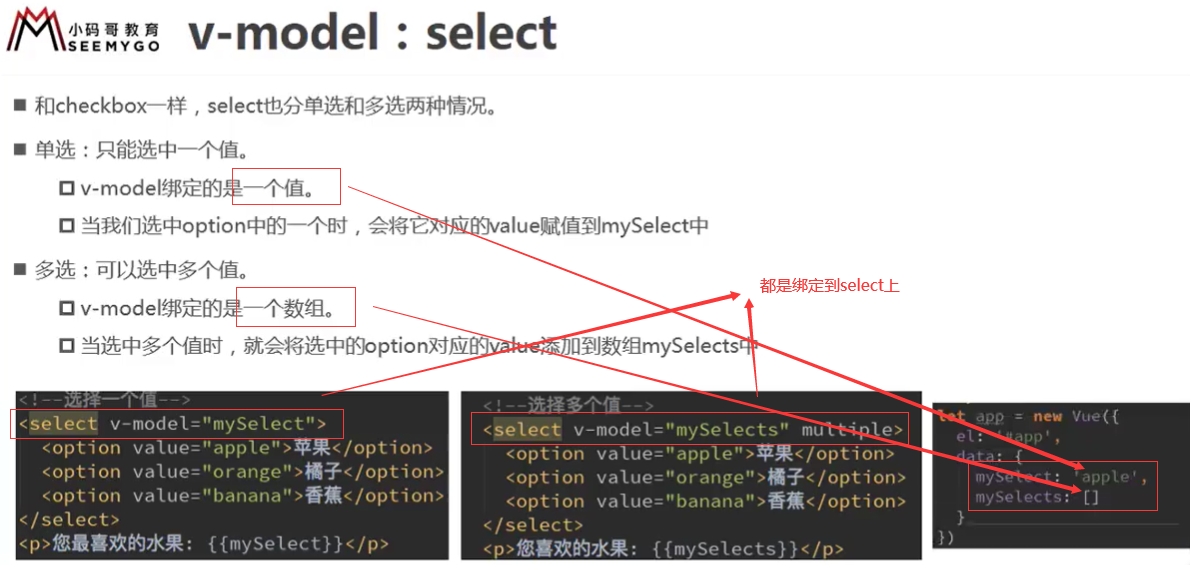 小码哥教育
SEEMYGO
v-model：select
■ 和checkbox一样，select也分单选和多选两种情况。
■ 单选：只能选中一个值。
v-model绑定的是一个值。
当我们选中option中的一个时，会将它对应的value赋值到mySelect中
■ 多选：可以选中多个值。
v-model绑定的是一个数组。
当选中多个值时，就会将选中的option对应的value添加到数组mySelects中
都是绑定到select上
<!--选择一个值-->
<select v-model="mySelect">
<option value="apple">苹果</option>
<option value="orange">橘子</option>
<option value="banana">香蕉</option>
</select>
<p>您最喜欢的水果: {{mySelect}}</p>
<!--选择多个值-->
<select v-model="mySelects" multiple>
<option value="apple">苹果</option>
<option value="orange">橘子</option>
<option value="banana">香蕉</option>
</select>
<p>您喜欢的水果: {{mySelects}}</p>
let app = new Vue({
el: '#app',
data: {
mySelect: 'apple',
mySelects: []
}
})